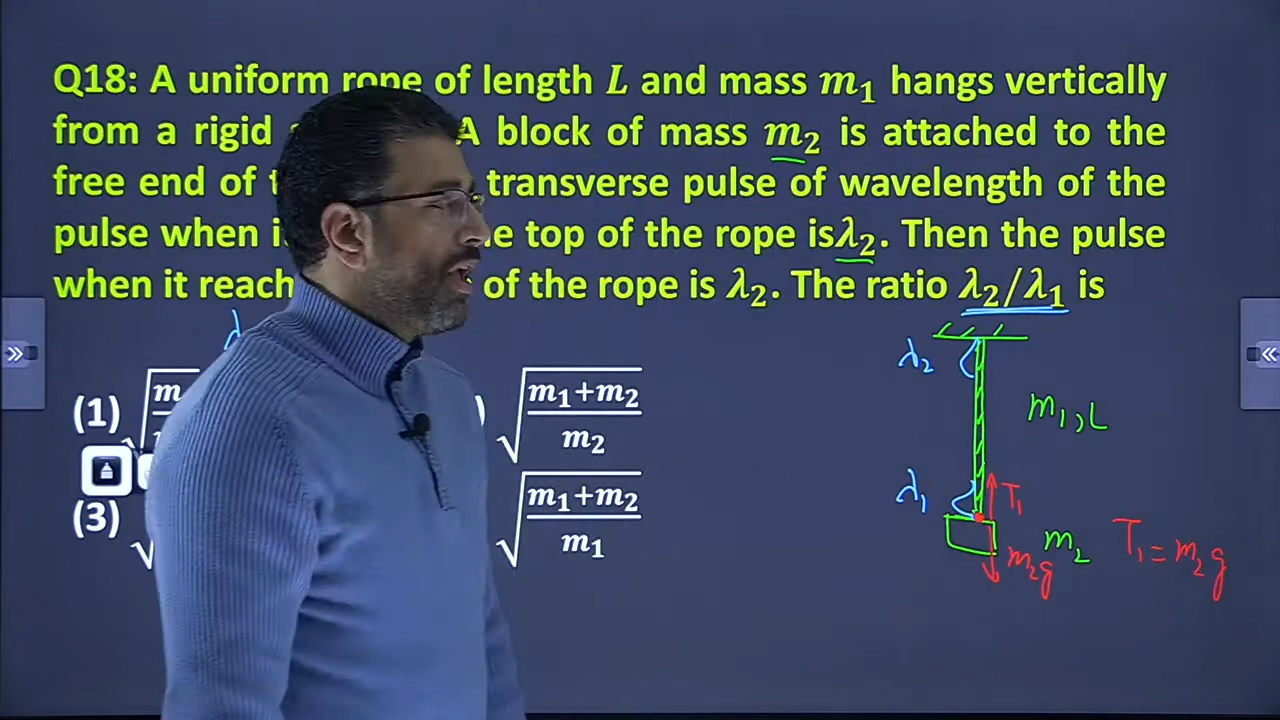 Q18: A uniform rope of length L and mass m₁ hangs vertically
from a rigid A block of mass m₂ is attached to the
free end of transverse pulse of wavelength of the
pulse when top of the rope is λ₂. Then the pulse
when it of the rope is λ₂. The ratio λ₂/λ₁ is
λ
(1) √m
√(m₁+m₂)/m₂
(3) √
√(m₁+m₂)/m₁
λ₂
m₁, L
λ₁
T₁
m₂
m₂g
T₁ = m₂g